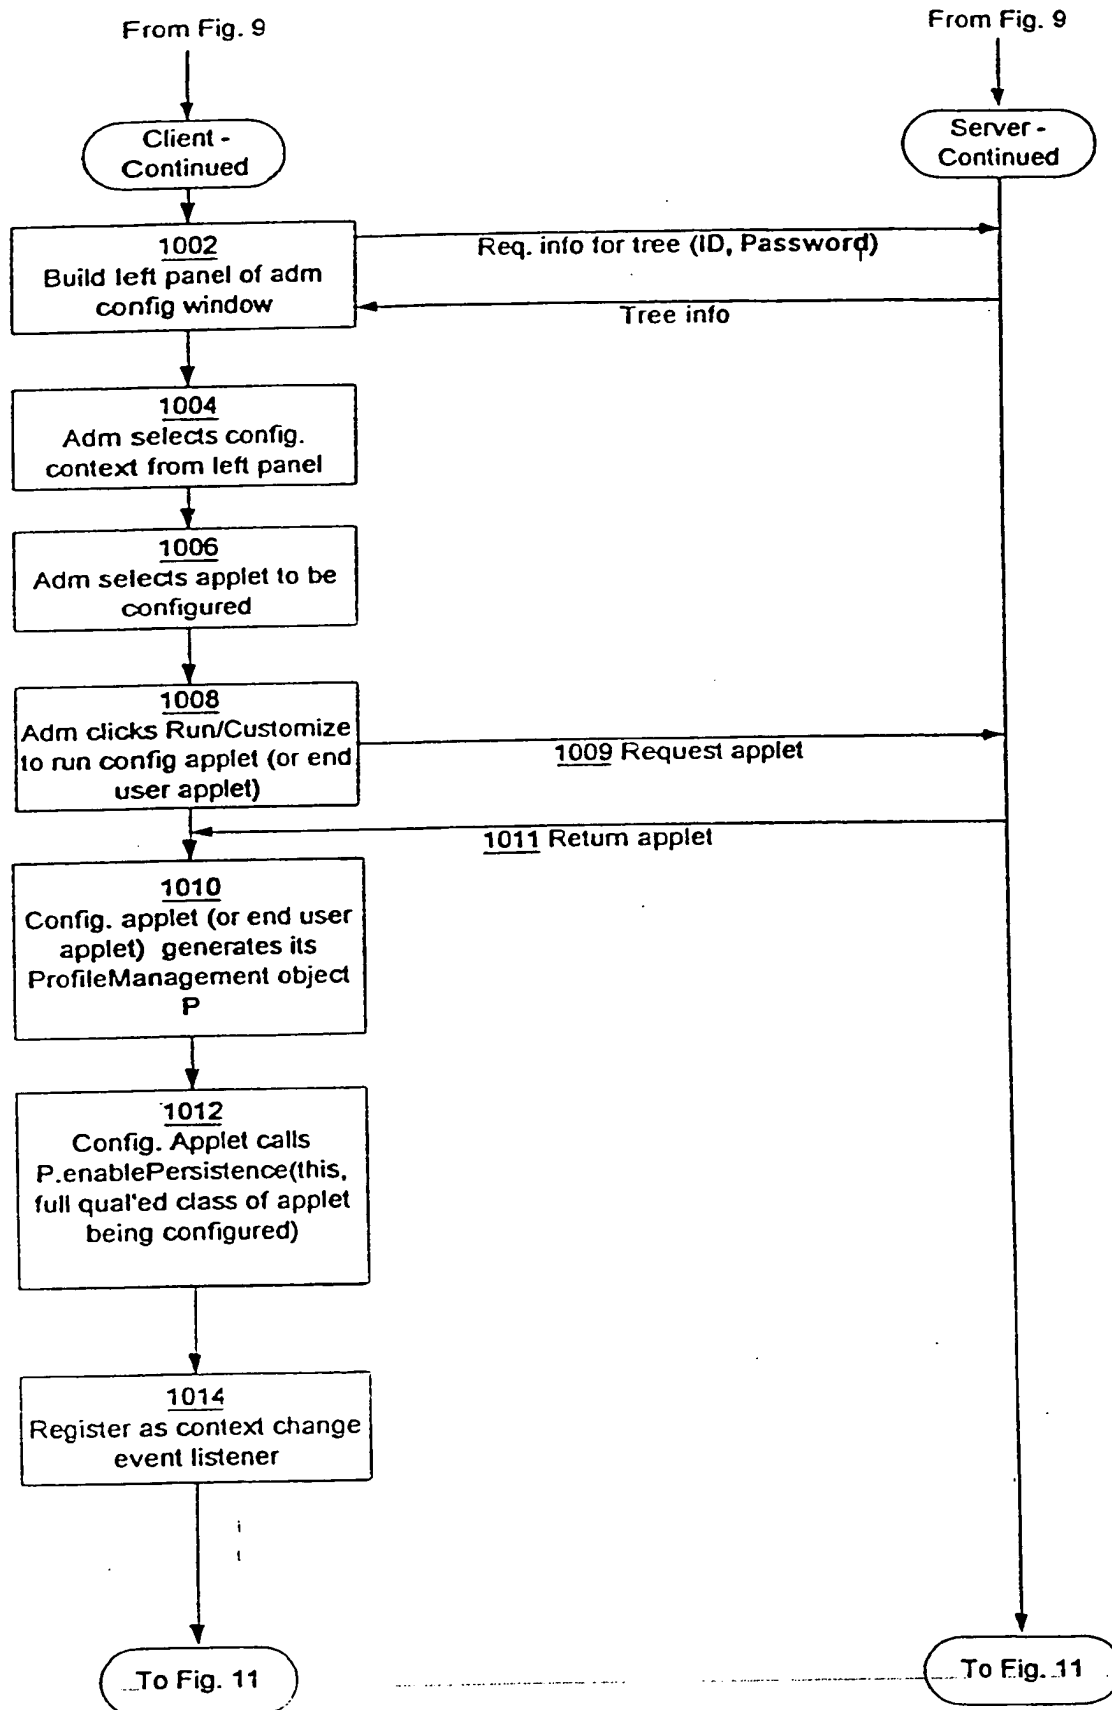 From Fig. 9
From Fig. 9
Client -
Continued
Server -
Continued
1002
Build left panel of adm
config window
Req. info for tree (ID, Password)
Tree info
1004
Adm selects config.
context from left panel
1006
Adm selects applet to be
configured
1008
Adm clicks Run/Customize
to run config applet (or end
user applet)
1009 Request applet
1011 Return applet
1010
Config. applet (or end user
applet) generates its
ProfileManagement object
P
1012
Config. Applet calls
P.enablePersistence(this,
full qual'ed class of applet
being configured)
1014
Register as context change
event listener
To Fig. 11
To Fig. 11